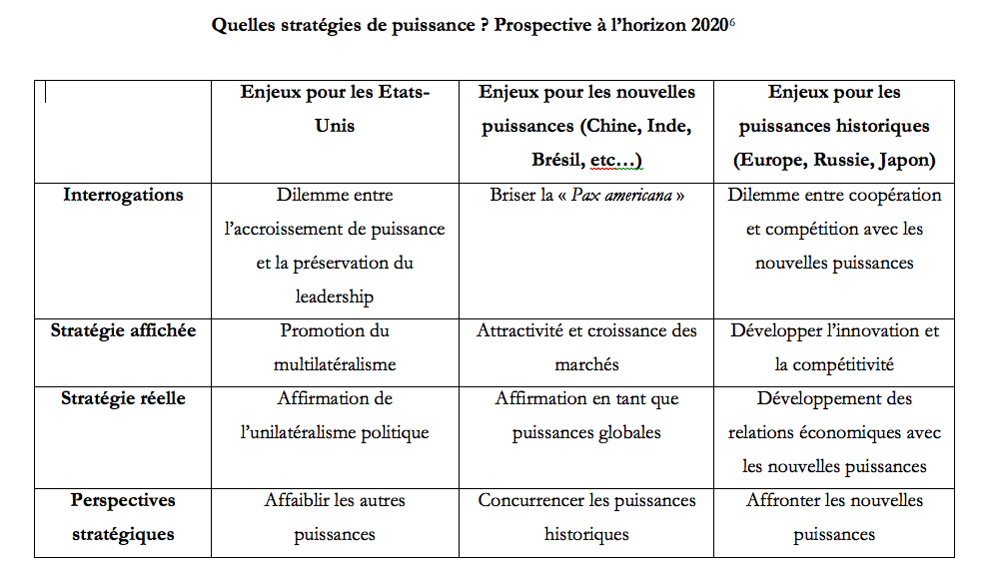 Quelles stratégies de puissance ? Prospective à l'horizon 2020⁶
Enjeux pour les Etats-
Unis
Enjeux pour les nouvelles
puissances (Chine, Inde,
Brésil, etc…)
Enjeux pour les
puissances historiques
(Europe, Russie, Japon)
Interrogations
Dilemme entre
l'accroissement de puissance
et la préservation du
leadership
Briser la « Pax americana »
Dilemme entre coopération
et compétition avec les
nouvelles puissances
Stratégie affichée
Promotion du
multilatéralisme
Attractivité et croissance des
marchés
Développer l'innovation et
la compétitivité
Stratégie réelle
Affirmation de
l'unilatéralisme politique
Affirmation en tant que
puissances globales
Développement des
relations économiques avec
les nouvelles puissances
Perspectives
stratégiques
Affaiblir les autres
puissances
Concurrencer les puissances
historiques
Affronter les nouvelles
puissances